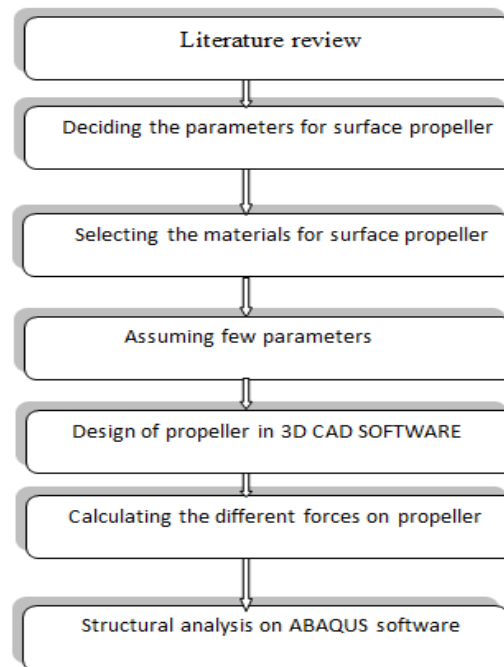 Literature review
Deciding the parameters for surface propeller
Selecting the materials for surface propeller
Assuming few parameters
Design of propeller in 3D CAD SOFTWARE
Calculating the different forces on propeller
Structural analysis on ABAQUS software